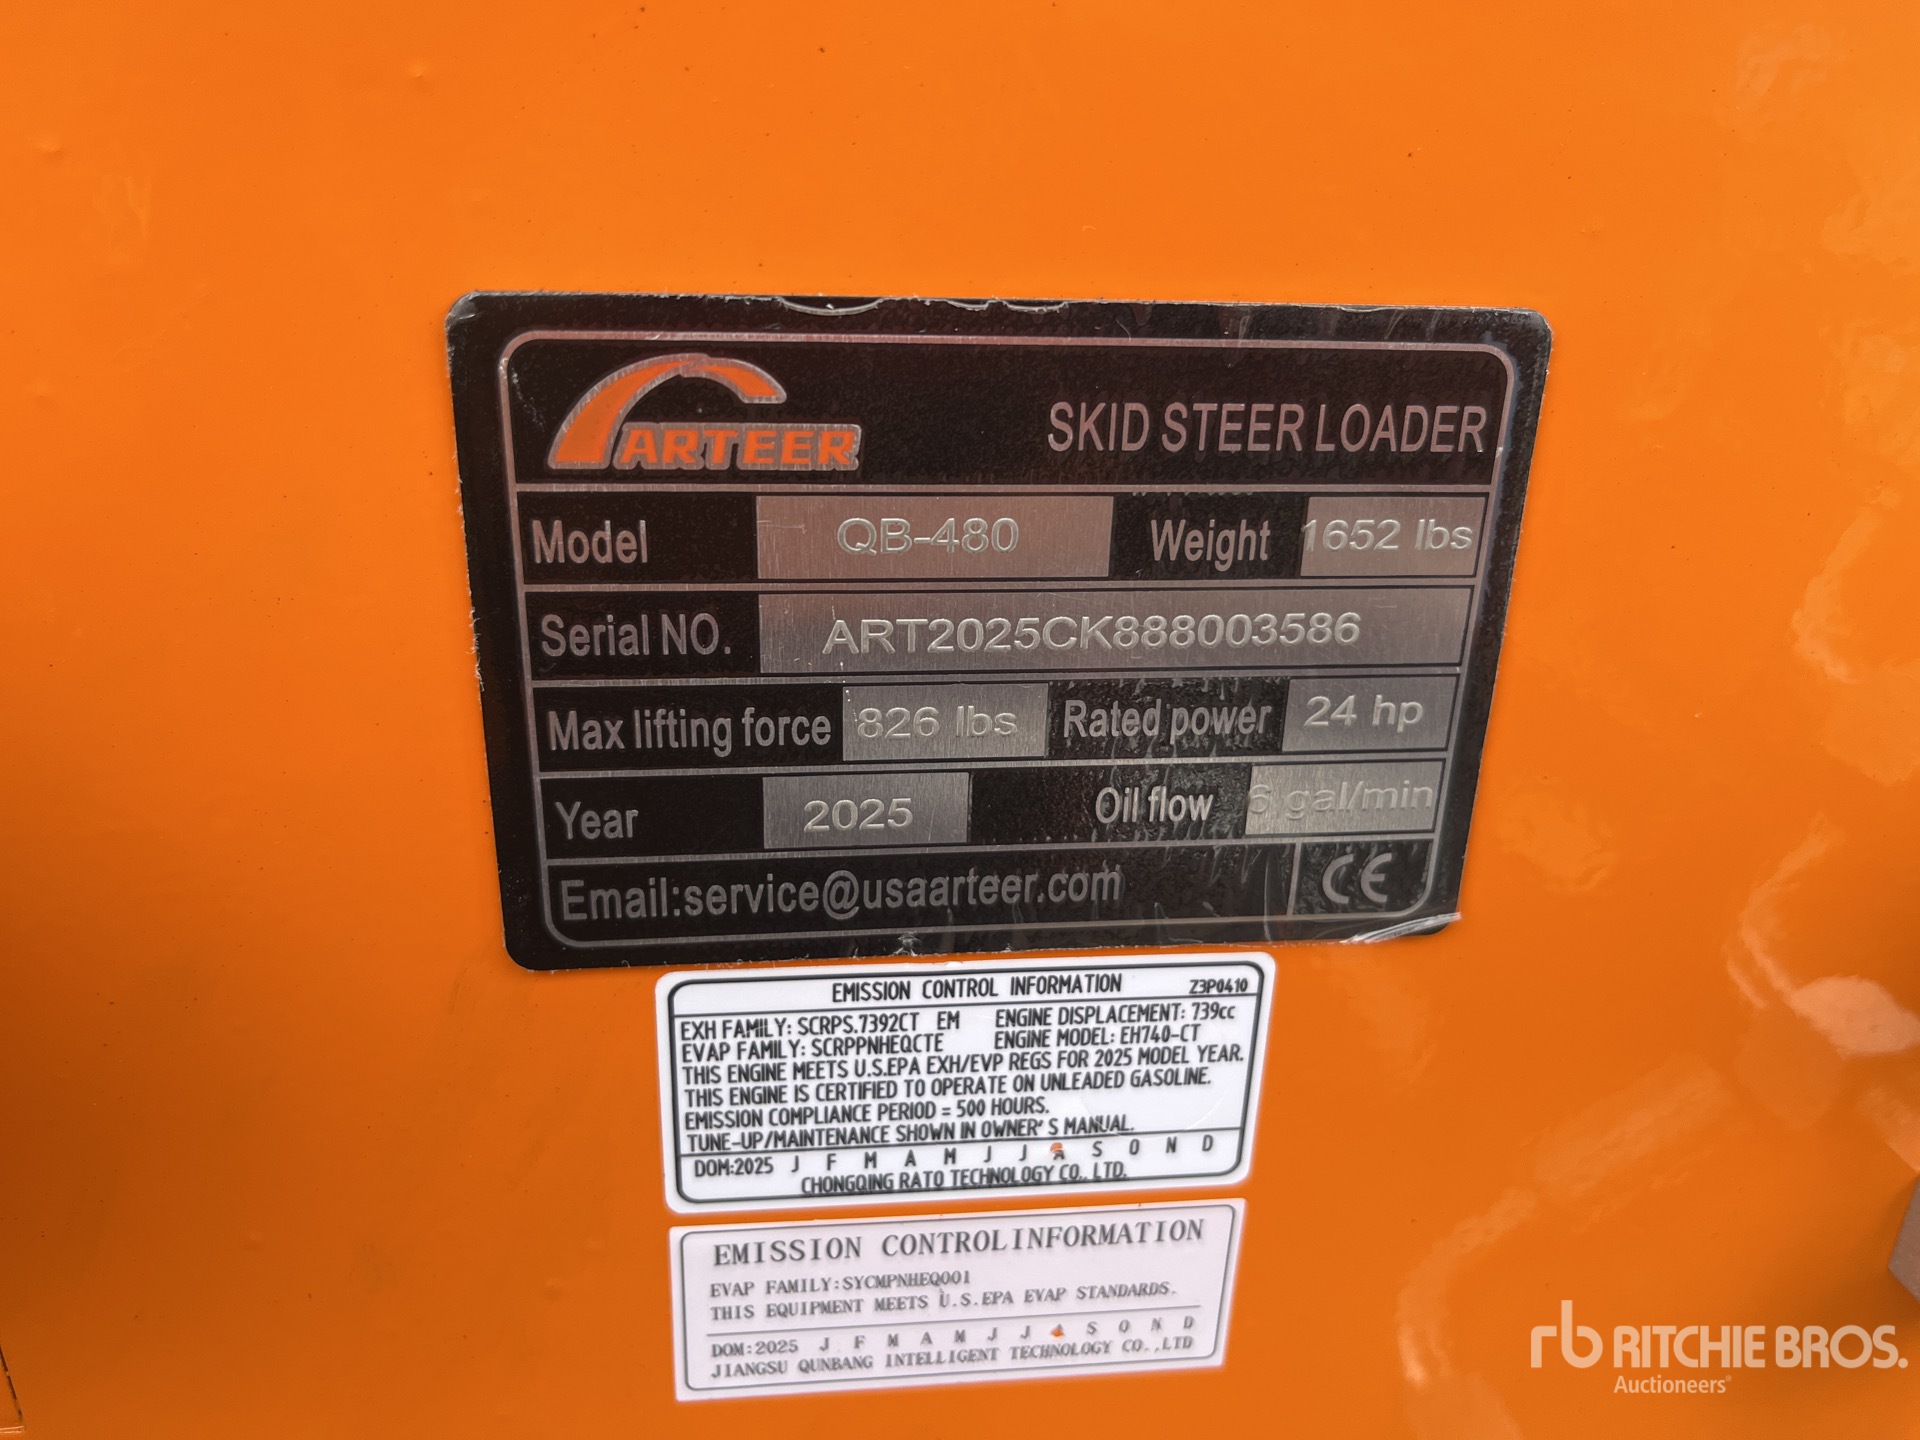 ARTEER
SKID STEER LOADER
Model QB-480 Weight 1652 lbs
Serial NO. ART2025CK888003586
Max lifting force 826 lbs Rated power 24 hp
Year 2025 Oil flow 6 gal/min
Email:service@usaarteer.com CE
EMISSION CONTROL INFORMATION Z3P0410
EXH FAMILY: SCRPS.7392CT EM ENGINE DISPLACEMENT: 739cc
EVAP FAMILY: SCRPPNHEQCTE ENGINE MODEL: EH740-CT
THIS ENGINE MEETS U.S.EPA EXH/EVP REGS FOR 2025 MODEL YEAR.
THIS ENGINE IS CERTIFIED TO OPERATE ON UNLEADED GASOLINE.
EMISSION COMPLIANCE PERIOD = 500 HOURS.
TUNE-UP/MAINTENANCE SHOWN IN OWNER'S MANUAL.
DOM:2025 J F M A M J J A S O N D
CHONGQING RATO TECHNOLOGY CO., LTD.
EMISSION CONTROL INFORMATION
EVAP FAMILY:SYCMPNHEQ001
THIS EQUIPMENT MEETS U.S.EPA EVAP STANDARDS.
DOM:2025 J F M A M J J A S O N D
JIANGSU QUNBANG INTELLIGENT TECHNOLOGY CO.,LTD
rb RITCHIE BROS.
Auctioneers